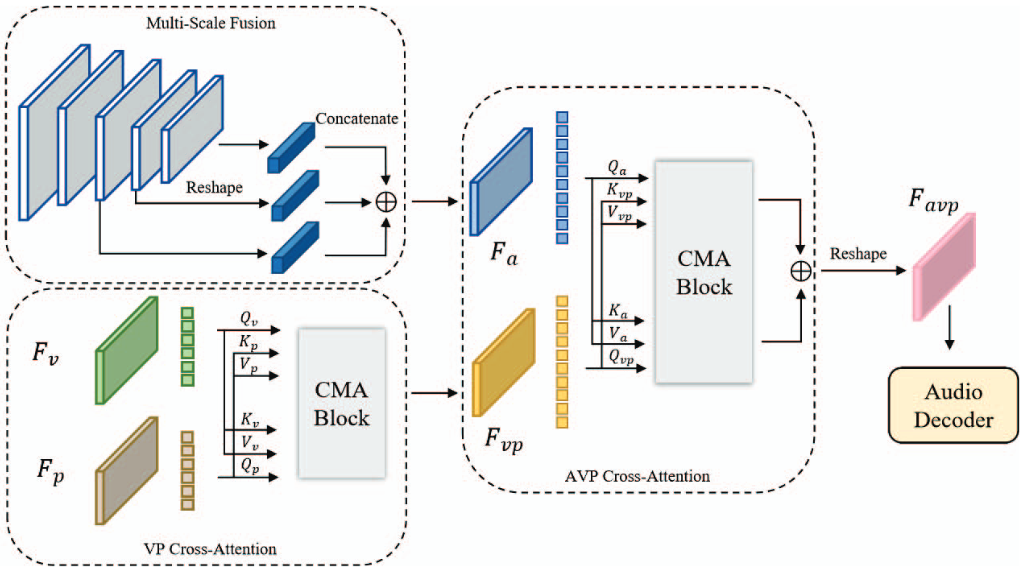 Multi-Scale Fusion
Concatenate
Reshape
F_v
F_p
Q_v
K_p
V_p
K_v
V_v
Q_p
CMA
Block
VP Cross-Attention
F_a
F_vp
Q_a
K_vp
V_vp
K_a
V_a
Q_vp
CMA
Block
AVP Cross-Attention
Reshape
F_avp
Audio
Decoder